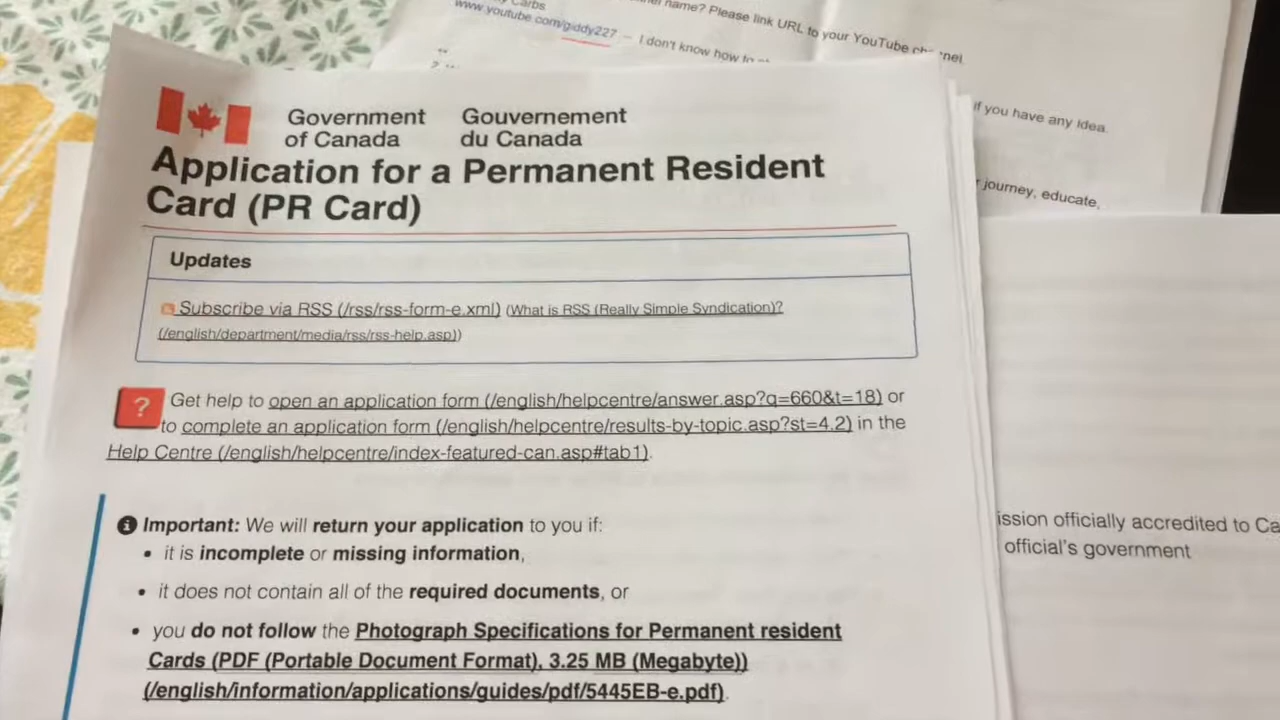 Carbs
name? Please link URL to your YouTube
www.youtube com/giddy227 – I don't know how to
if you have any idea.
journey, educate,
Government
of Canada
Gouvernement
du Canada
Application for a Permanent Resident
Card (PR Card)
Updates
Subscribe via RSS (/rss/rss-form-e.xml) (What is RSS (Really Simple Syndication)?
(/english/department/media/rss/rss-help.asp))
? Get help to open an application form (/english/helpcentre/answer.asp?q=660&t=18) or
to complete an application form (/english/helpcentre/results-by-topic.asp?st=4.2) in the
Help Centre (/english/helpcentre/index-featured-can.asp#tab1).
Important: We will return your application to you if:
• it is incomplete or missing information,
• it does not contain all of the required documents, or
• you do not follow the Photograph Specifications for Permanent resident
Cards (PDF (Portable Document Format), 3.25 MB (Megabyte))
(/english/information/applications/guides/pdf/5445EB-e.pdf).
ission officially accredited to Ca
official's government